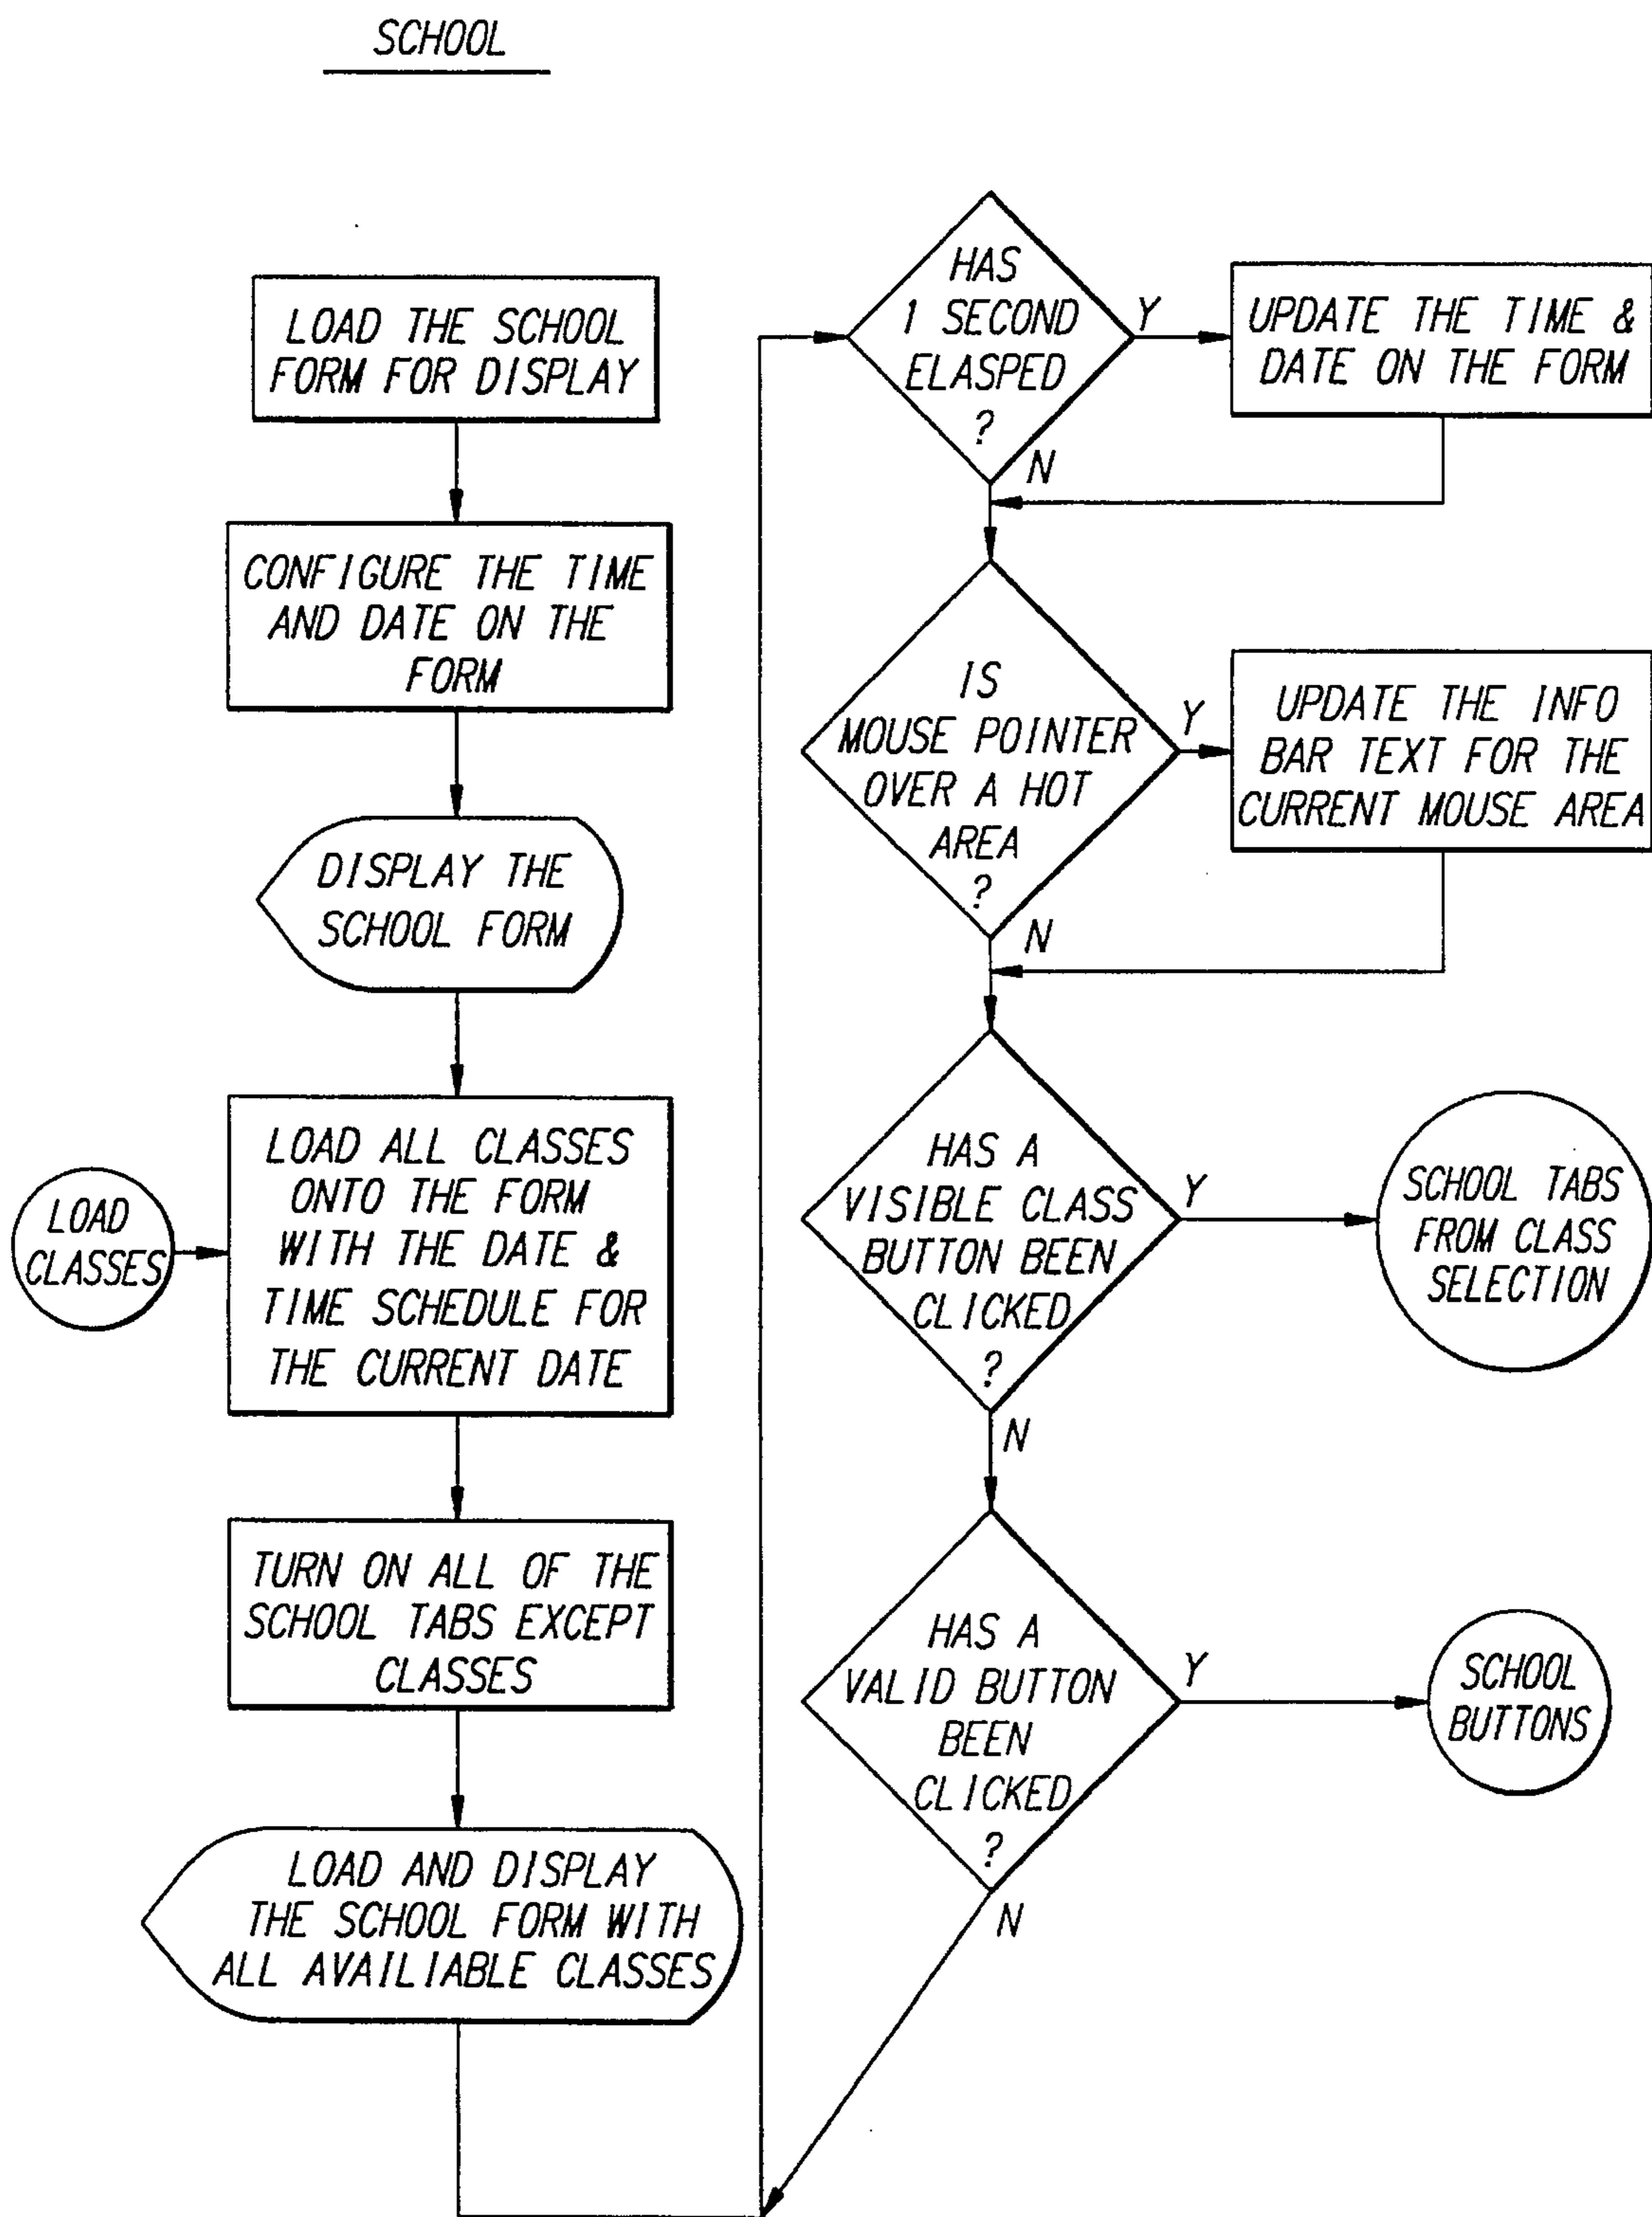 SCHOOL
LOAD THE SCHOOL
FORM FOR DISPLAY
CONFIGURE THE TIME
AND DATE ON THE
FORM
DISPLAY THE
SCHOOL FORM
LOAD
CLASSES
LOAD ALL CLASSES
ONTO THE FORM
WITH THE DATE &
TIME SCHEDULE FOR
THE CURRENT DATE
TURN ON ALL OF THE
SCHOOL TABS EXCEPT
CLASSES
LOAD AND DISPLAY
THE SCHOOL FORM WITH
ALL AVAILIABLE CLASSES
HAS
1 SECOND
ELASPED
?
Y
UPDATE THE TIME &
DATE ON THE FORM
N
IS
MOUSE POINTER
OVER A HOT
AREA
?
Y
UPDATE THE INFO
BAR TEXT FOR THE
CURRENT MOUSE AREA
N
HAS A
VISIBLE CLASS
BUTTON BEEN
CLICKED
?
Y
SCHOOL TABS
FROM CLASS
SELECTION
N
HAS A
VALID BUTTON
BEEN
CLICKED
?
Y
SCHOOL
BUTTONS
N